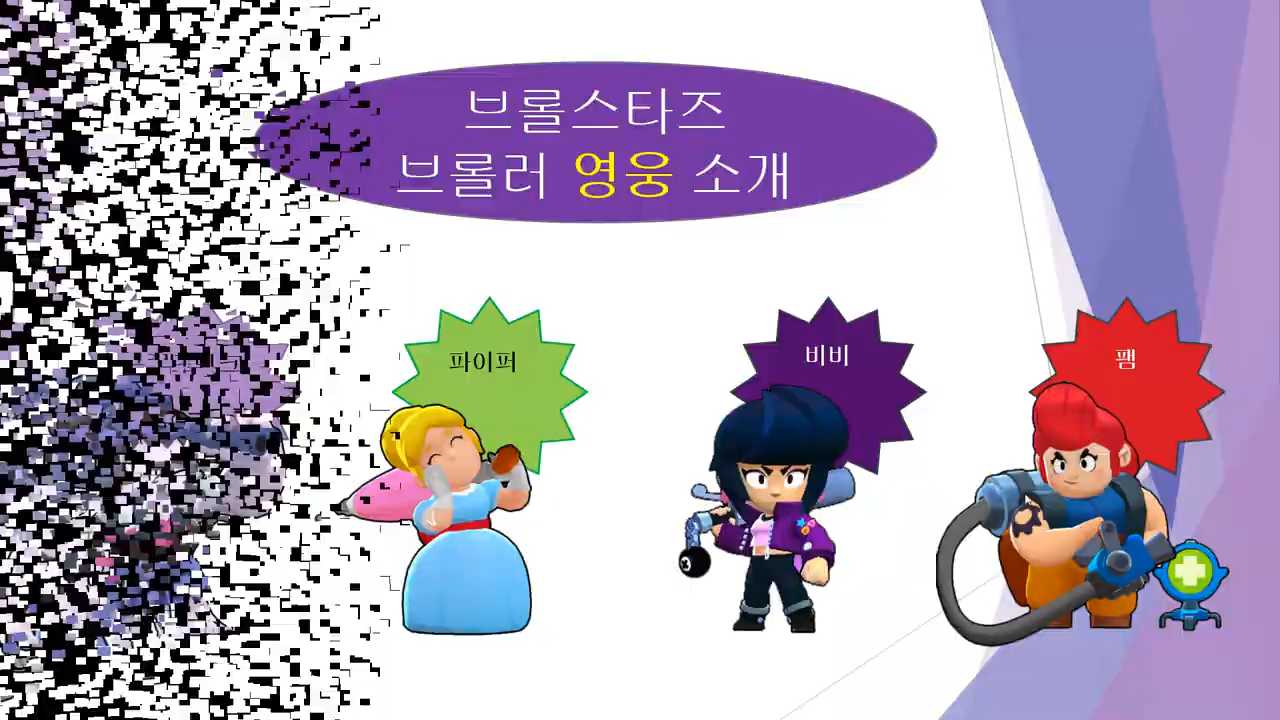 브롤스타즈
브롤러 영웅 소개
파이퍼
비비
팸